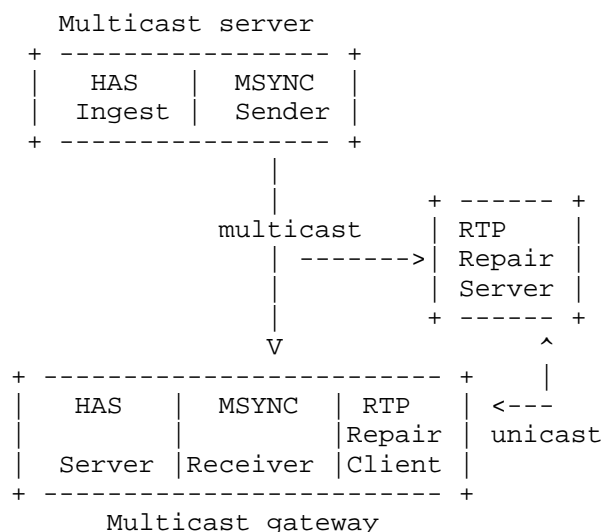 Multicast server
+ ----------------- +
| HAS | MSYNC |
| Ingest | Sender |
+ ----------------- +
|
| + ------ +
multicast | RTP |
| ------->| Repair |
| | Server |
| + ------ +
V ^
+ ------------------------- + |
| HAS | MSYNC | RTP | <---
| | |Repair | unicast
| Server |Receiver |Client |
+ ------------------------- +
Multicast gateway